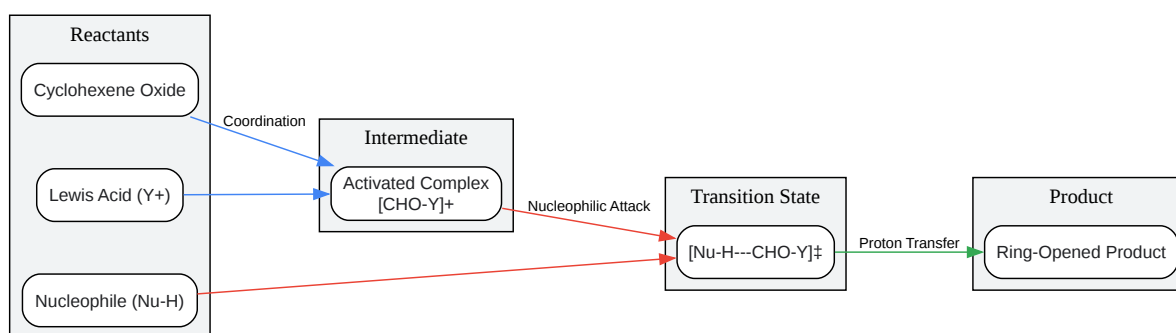 Reactants
Cyclohexene Oxide
Lewis Acid (Y+)
Nucleophile (Nu-H)
Coordination
Intermediate
Activated Complex
[CHO-Y]+
Nucleophilic Attack
Transition State
[Nu-H---CHO-Y]‡
Proton Transfer
Product
Ring-Opened Product